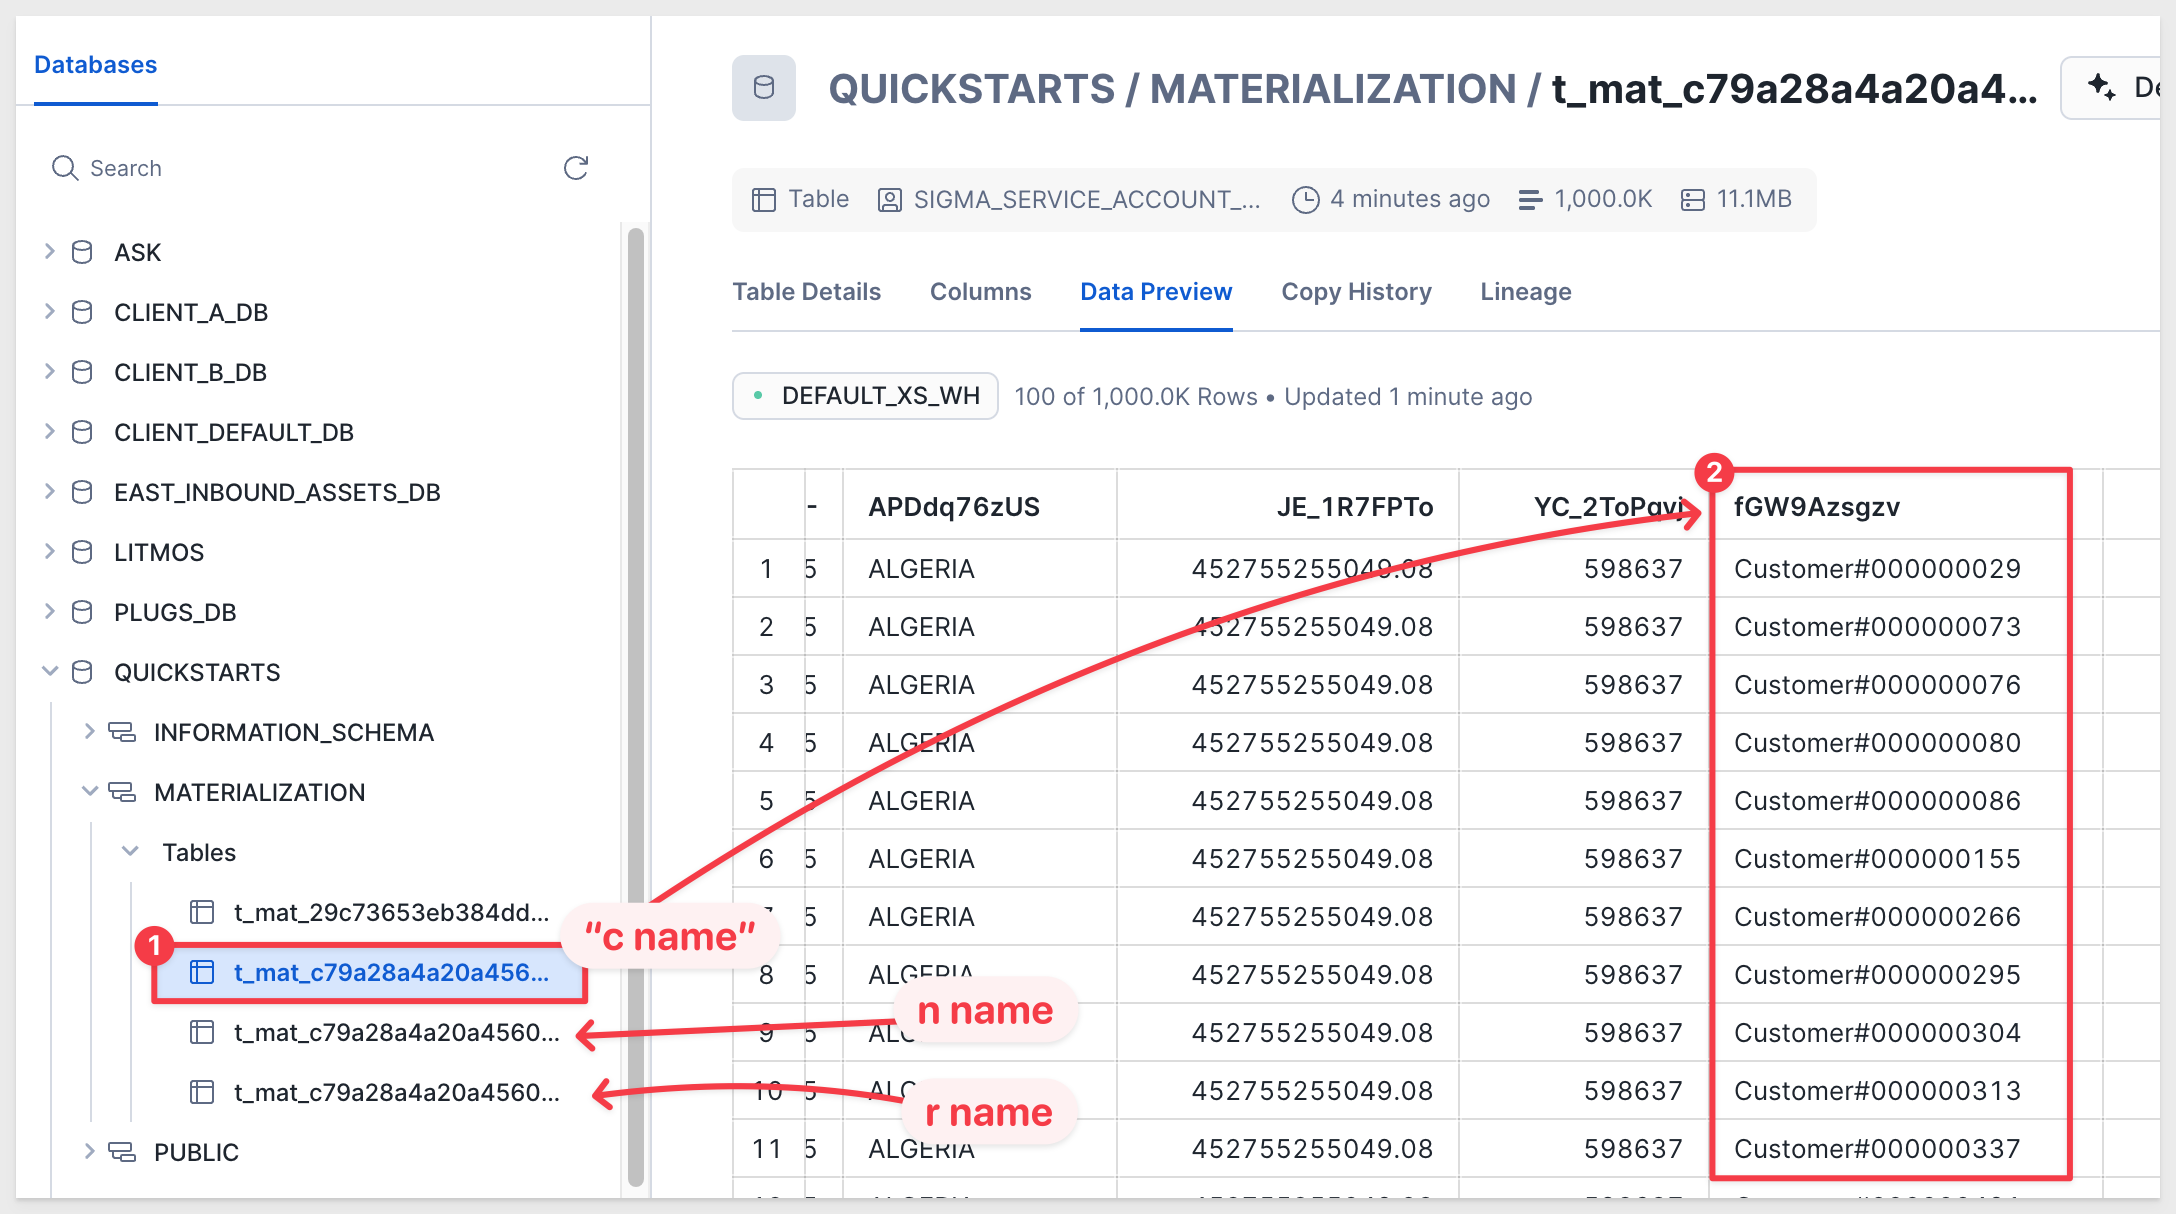 Databases
Search
ASK
CLIENT_A_DB
CLIENT_B_DB
CLIENT_DEFAULT_DB
EAST_INBOUND_ASSETS_DB
LITMOS
PLUGS_DB
QUICKSTARTS
INFORMATION_SCHEMA
MATERIALIZATION
Tables
t_mat_29c73653eb384dd...
1
t_mat_c79a28a4a20a456...
t_mat_c79a28a4a20a4560...
t_mat_c79a28a4a20a4560...
PUBLIC
"c name"
n name
r name
QUICKSTARTS / MATERIALIZATION / t_mat_c79a28a4a20a4...
Table SIGMA_SERVICE_ACCOUNT_... 4 minutes ago 1,000.0K 11.1MB
Table Details Columns Data Preview Copy History Lineage
DEFAULT_XS_WH 100 of 1,000.0K Rows • Updated 1 minute ago
2
- APDdq76zUS JE_1R7FPTo YC_2ToPqvj fGW9Azsgzv
1 5 ALGERIA 452755255049.08 598637 Customer#000000029
2 5 ALGERIA 452755255049.08 598637 Customer#000000073
3 5 ALGERIA 452755255049.08 598637 Customer#000000076
4 5 ALGERIA 452755255049.08 598637 Customer#000000080
5 5 ALGERIA 452755255049.08 598637 Customer#000000086
6 5 ALGERIA 452755255049.08 598637 Customer#000000155
7 5 ALGERIA 452755255049.08 598637 Customer#000000266
8 5 ALGERIA 452755255049.08 598637 Customer#000000295
9 5 452755255049.08 598637 Customer#000000304
10 5 452755255049.08 598637 Customer#000000313
11 5 ALGERIA 452755255049.08 598637 Customer#000000337